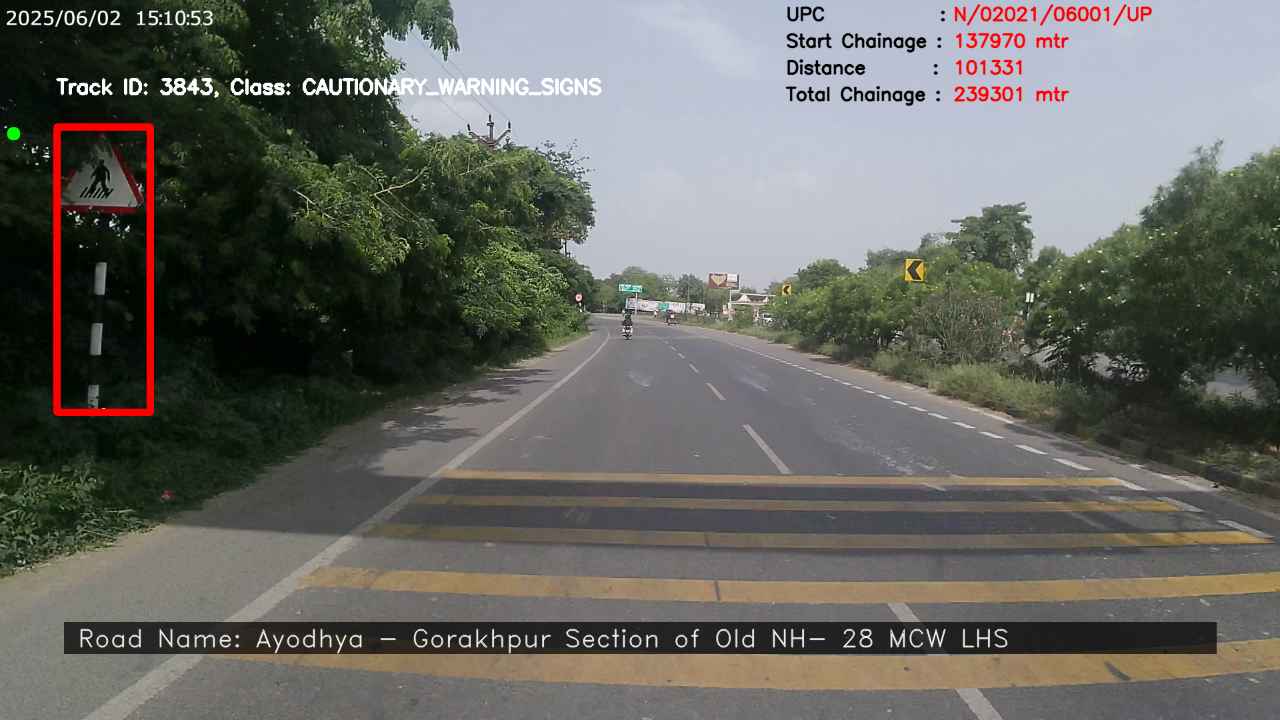 2025/06/02 15:10:53
UPC : N/02021/06001/UP
Start Chainage : 137970 mtr
Distance : 101331
Total Chainage : 239301 mtr
Track ID: 3843, Class: CAUTIONARY_WARNING_SIGNS
Road Name: Ayodhya - Gorakhpur Section of Old NH- 28 MCW LHS